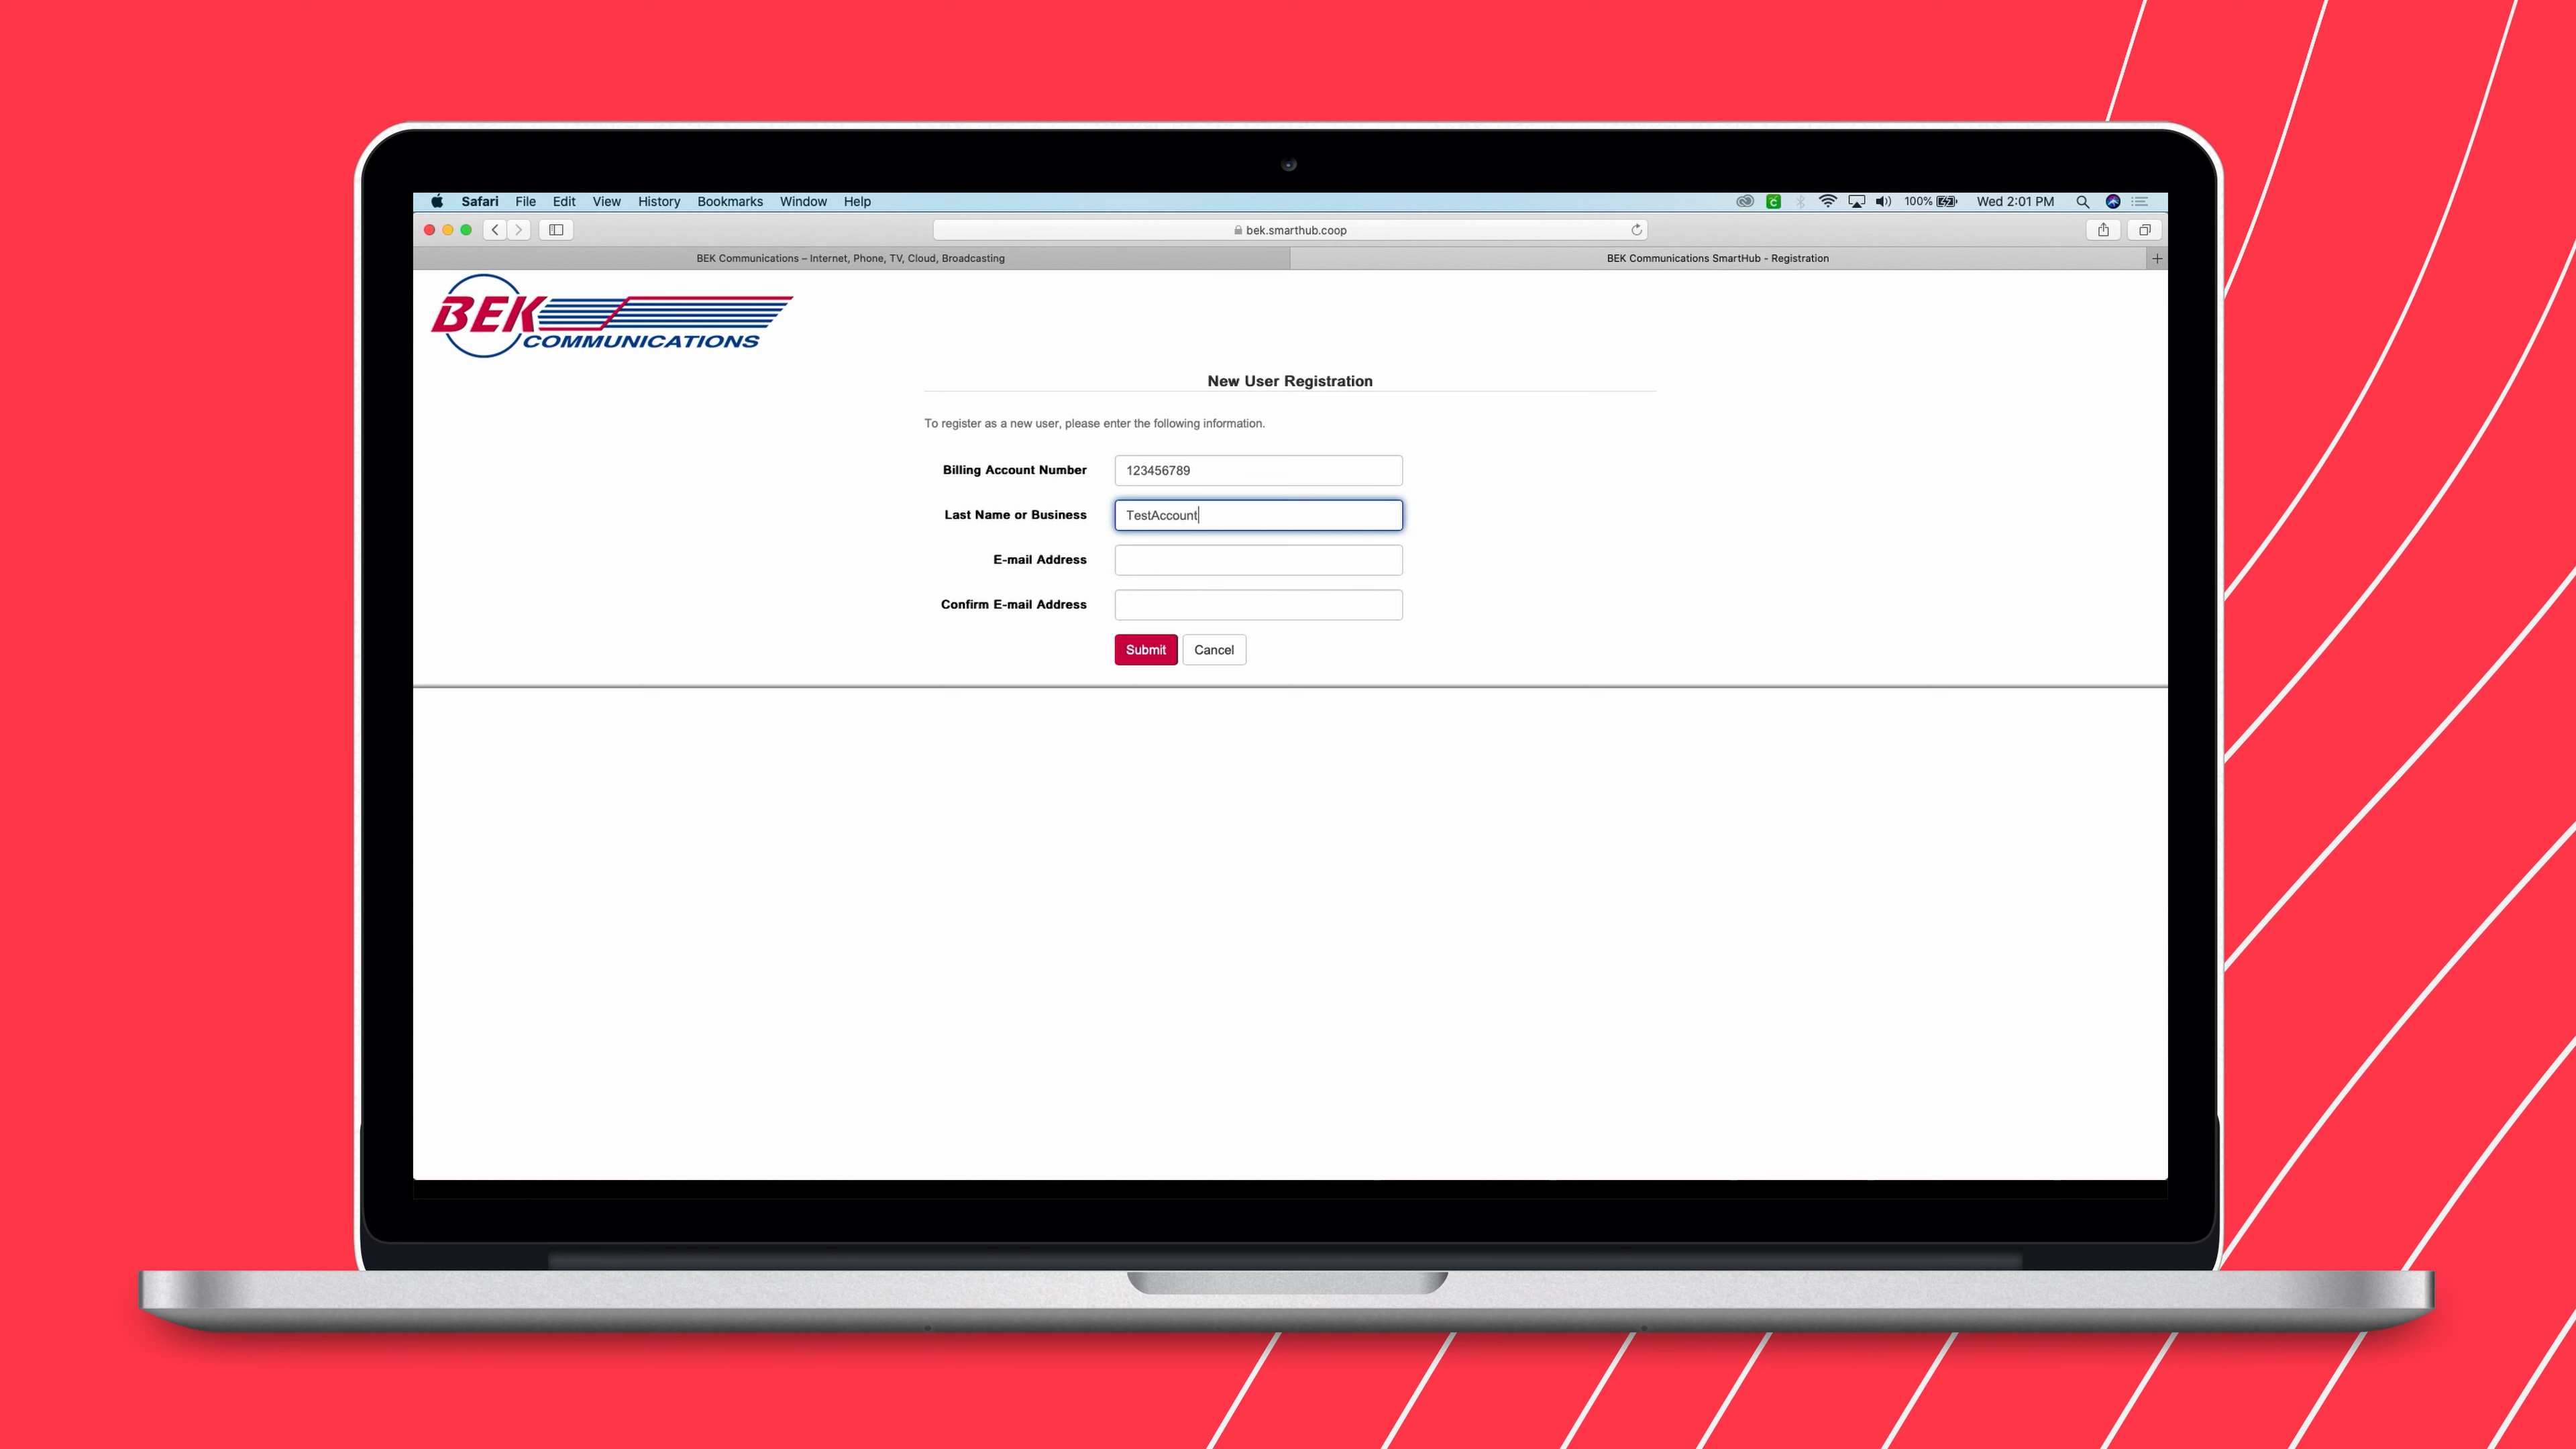 Safari File Edit View History Bookmarks Window Help 100% Wed 2:01 PM
bek.smarthub.coop
BEK Communications – Internet, Phone, TV, Cloud, Broadcasting
BEK Communications SmartHub - Registration
BEK
COMMUNICATIONS
New User Registration
To register as a new user, please enter the following information.
Billing Account Number 123456789
Last Name or Business TestAccount
E-mail Address
Confirm E-mail Address
Submit Cancel